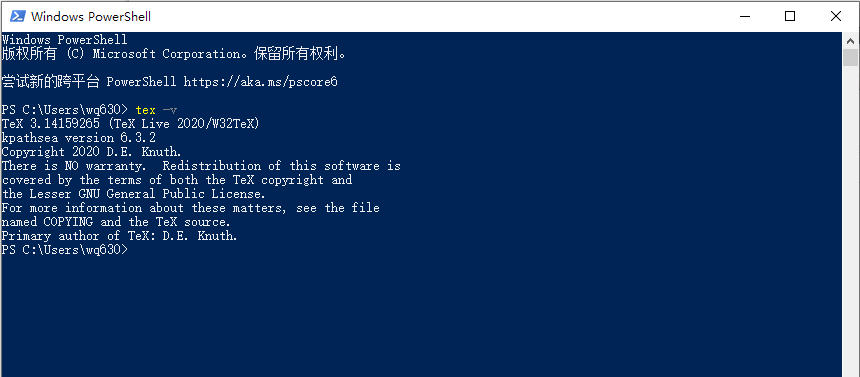 Windows PowerShell
Windows PowerShell
版权所有 (C) Microsoft Corporation。保留所有权利。
尝试新的跨平台 PowerShell https://aka.ms/pscore6
PS C:\Users\wq630> tex -v
TeX 3.14159265 (TeX Live 2020/W32TeX)
kpathsea version 6.3.2
Copyright 2020 D.E. Knuth.
There is NO warranty.  Redistribution of this software is
covered by the terms of both the TeX copyright and
the Lesser GNU General Public License.
For more information about these matters, see the file
named COPYING and the TeX source.
Primary author of TeX: D.E. Knuth.
PS C:\Users\wq630>